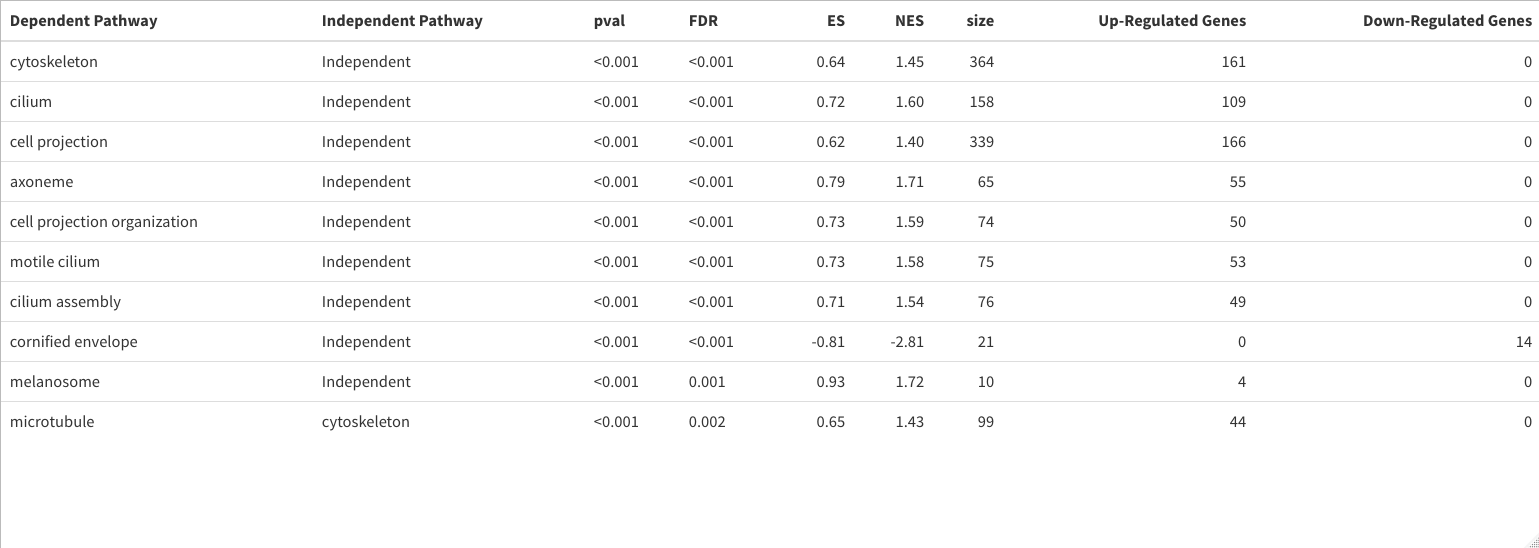 Dependent Pathway Independent Pathway pval FDR ES NES size Up-Regulated Genes Down-Regulated Genes
cytoskeleton Independent <0.001 <0.001 0.64 1.45 364 161 0
cilium Independent <0.001 <0.001 0.72 1.60 158 109 0
cell projection Independent <0.001 <0.001 0.62 1.40 339 166 0
axoneme Independent <0.001 <0.001 0.79 1.71 65 55 0
cell projection organization Independent <0.001 <0.001 0.73 1.59 74 50 0
motile cilium Independent <0.001 <0.001 0.73 1.58 75 53 0
cilium assembly Independent <0.001 <0.001 0.71 1.54 76 49 0
cornified envelope Independent <0.001 <0.001 -0.81 -2.81 21 0 14
melanosome Independent <0.001 0.001 0.93 1.72 10 4 0
microtubule cytoskeleton <0.001 0.002 0.65 1.43 99 44 0